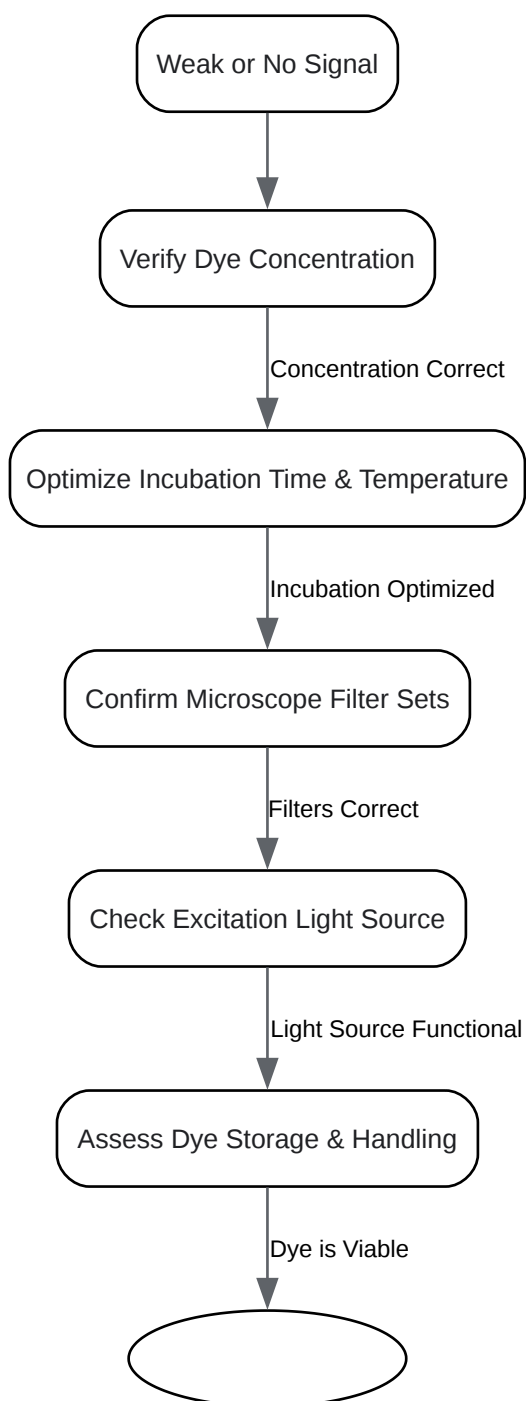 Weak or No Signal
Verify Dye Concentration
Concentration Correct
Optimize Incubation Time & Temperature
Incubation Optimized
Confirm Microscope Filter Sets
Filters Correct
Check Excitation Light Source
Light Source Functional
Assess Dye Storage & Handling
Dye is Viable